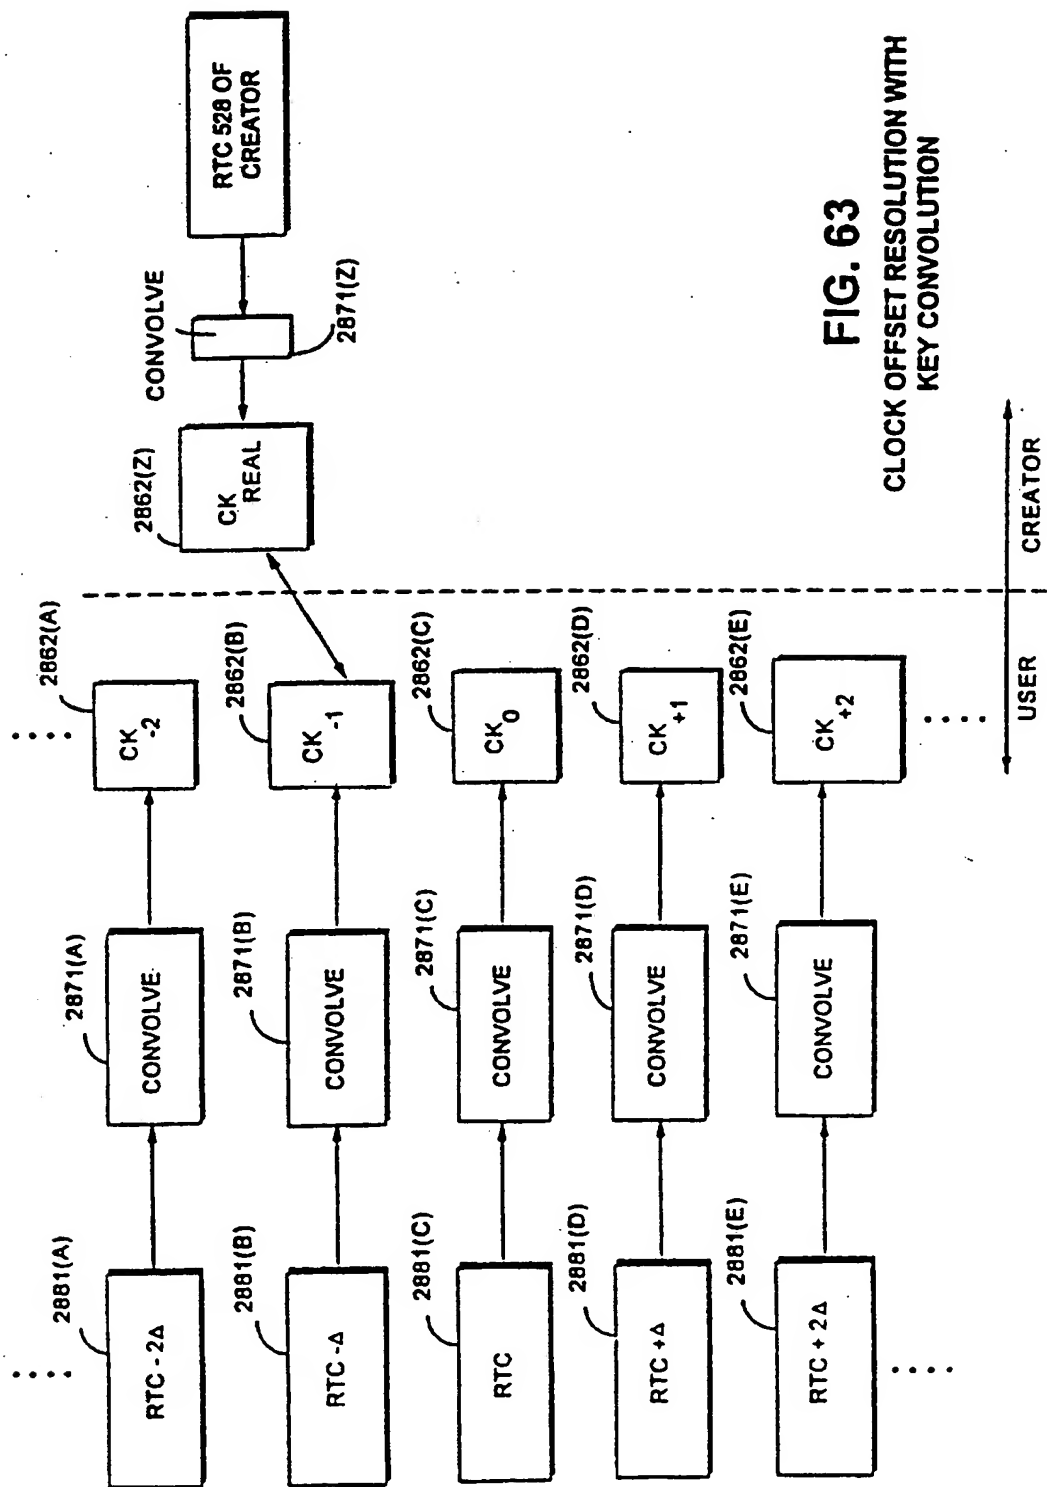 2881(A)
RTC - 2Δ
2871(A)
CONVOLVE
2862(A)
CK -2
2881(B)
RTC -Δ
2871(B)
CONVOLVE
2862(B)
CK -1
2881(C)
RTC
2871(C)
CONVOLVE
2862(C)
CK 0
2881(D)
RTC +Δ
2871(D)
CONVOLVE
2862(D)
CK +1
2881(E)
RTC + 2Δ
2871(E)
CONVOLVE
2862(E)
CK +2
2862(Z)
CK REAL
CONVOLVE
2871(Z)
RTC 528 OF
CREATOR
USER
CREATOR
FIG. 63
CLOCK OFFSET RESOLUTION WITH
KEY CONVOLUTION